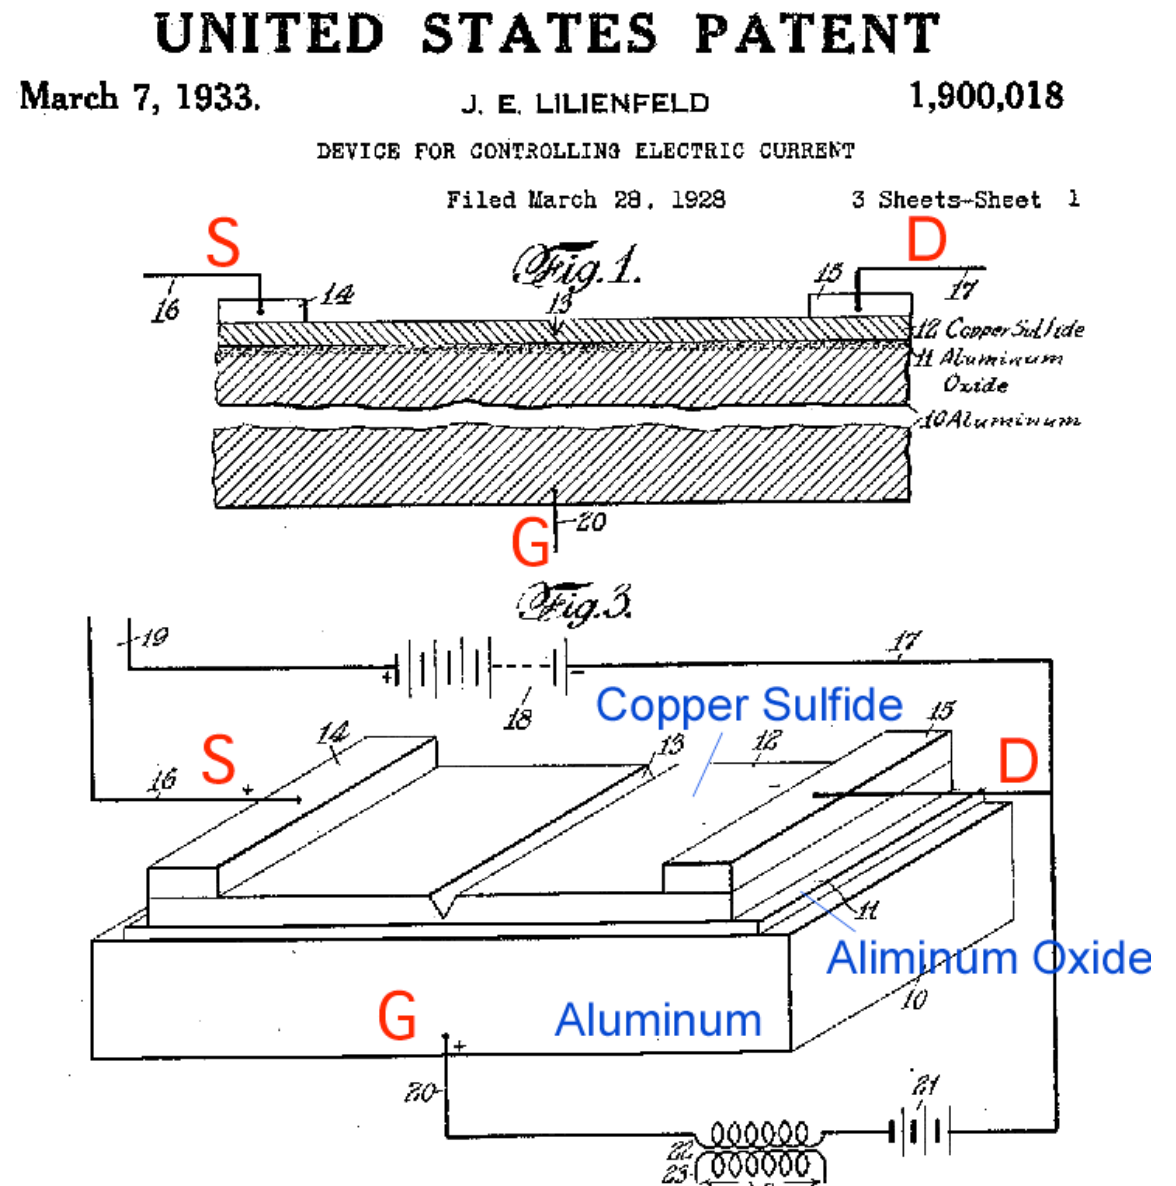 UNITED STATES PATENT
March 7, 1933. J. E. LILIENFELD 1,900,018
DEVICE FOR CONTROLLING ELECTRIC CURRENT
Filed March 28, 1928 3 Sheets-Sheet 1
S D
Fig. 1.
16 14 13 15 17
12 Copper Sulfide
11 Aluminum
Oxide
10 Aluminum
G 20
Fig. 3.
19 17
+ -
18
Copper Sulfide
14 13 12 15
S D
16 + -
11
Aliminum Oxide
10
G Aluminum
+
20 21
22
23